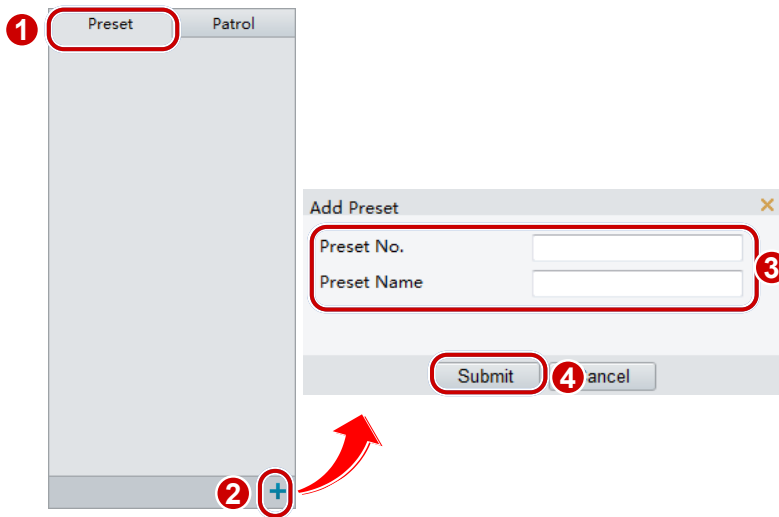 1
Preset Patrol
Add Preset
Preset No.
3
Preset Name
Submit 4 ancel
2 +